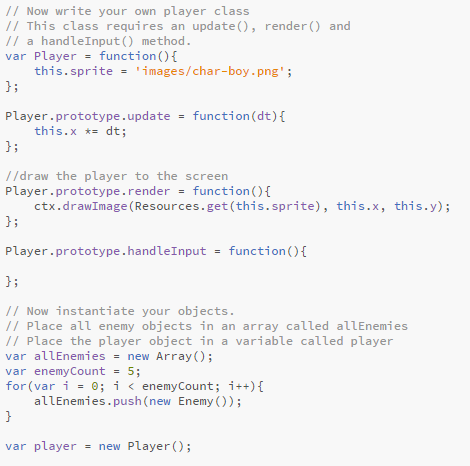 // Now write your own player class
// This class requires an update(), render() and
// a handleInput() method.
var Player = function(){
    this.sprite = 'images/char-boy.png';
};

Player.prototype.update = function(dt){
    this.x *= dt;
};

//draw the player to the screen
Player.prototype.render = function(){
    ctx.drawImage(Resources.get(this.sprite), this.x, this.y);
};

Player.prototype.handleInput = function(){

};

// Now instantiate your objects.
// Place all enemy objects in an array called allEnemies
// Place the player object in a variable called player
var allEnemies = new Array();
var enemyCount = 5;
for(var i = 0; i < enemyCount; i++){
    allEnemies.push(new Enemy());
}

var player = new Player();